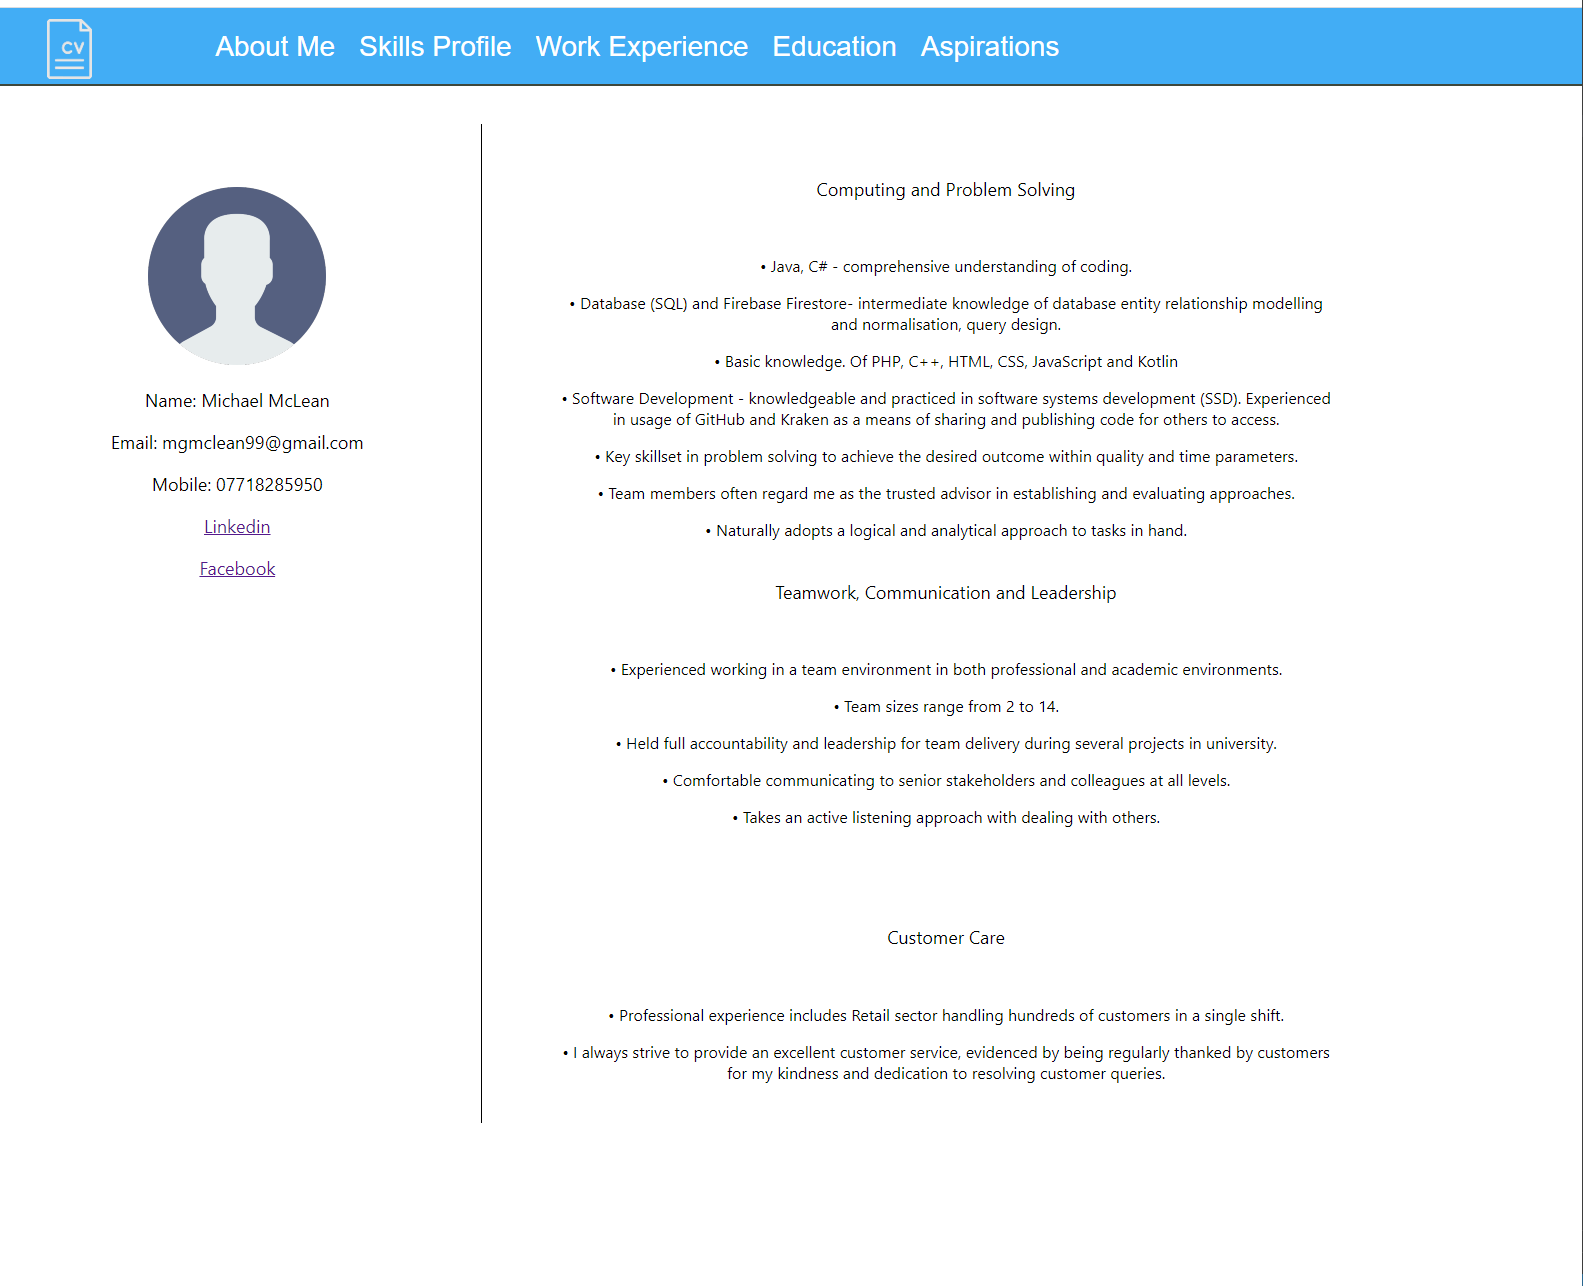 CV
About Me Skills Profile Work Experience Education Aspirations
Name: Michael McLean
Email: mgmclean99@gmail.com
Mobile: 07718285950
Linkedin
Facebook
Computing and Problem Solving
• Java, C# - comprehensive understanding of coding.
• Database (SQL) and Firebase Firestore- intermediate knowledge of database entity relationship modelling
and normalisation, query design.
• Basic knowledge. Of PHP, C++, HTML, CSS, JavaScript and Kotlin
• Software Development - knowledgeable and practiced in software systems development (SSD). Experienced
in usage of GitHub and Kraken as a means of sharing and publishing code for others to access.
• Key skillset in problem solving to achieve the desired outcome within quality and time parameters.
• Team members often regard me as the trusted advisor in establishing and evaluating approaches.
• Naturally adopts a logical and analytical approach to tasks in hand.
Teamwork, Communication and Leadership
• Experienced working in a team environment in both professional and academic environments.
• Team sizes range from 2 to 14.
• Held full accountability and leadership for team delivery during several projects in university.
• Comfortable communicating to senior stakeholders and colleagues at all levels.
• Takes an active listening approach with dealing with others.
Customer Care
• Professional experience includes Retail sector handling hundreds of customers in a single shift.
• I always strive to provide an excellent customer service, evidenced by being regularly thanked by customers
for my kindness and dedication to resolving customer queries.